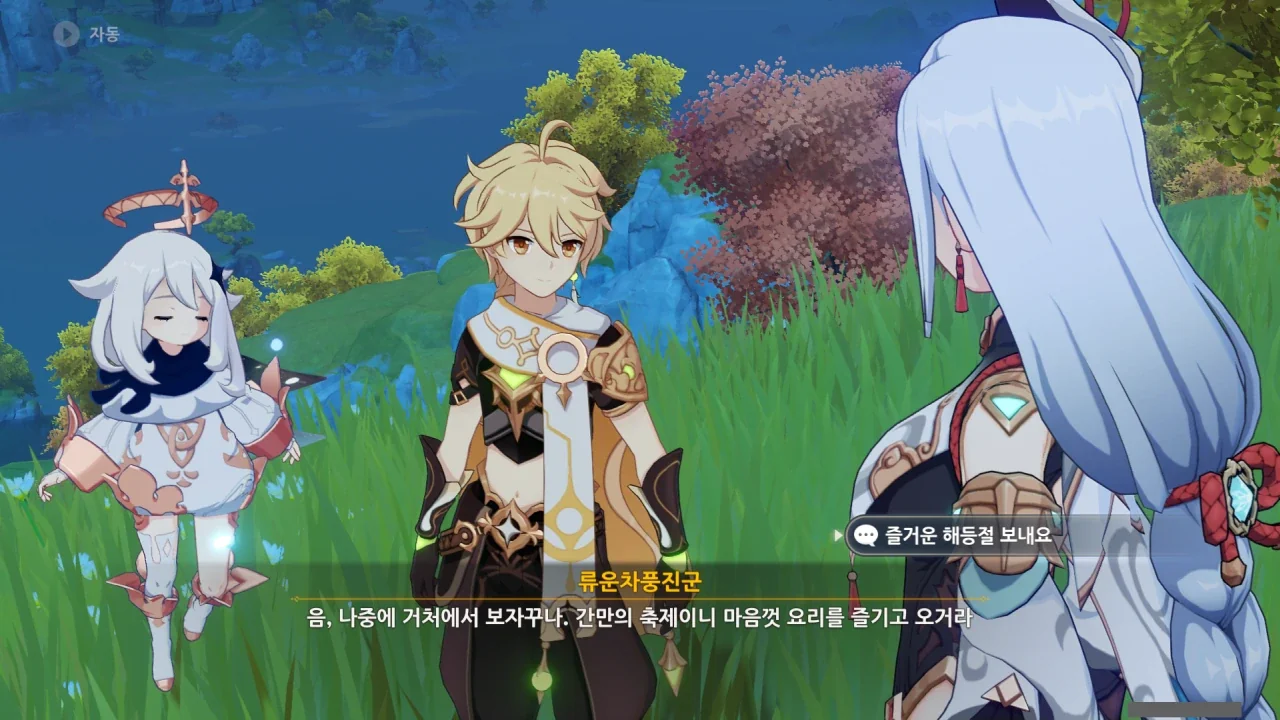 자동
즐거운 해등절 보내요
류운차풍진군
음, 나중에 거처에서 보자꾸나. 간만의 축제이니 마음껏 요리를 즐기고 오거라